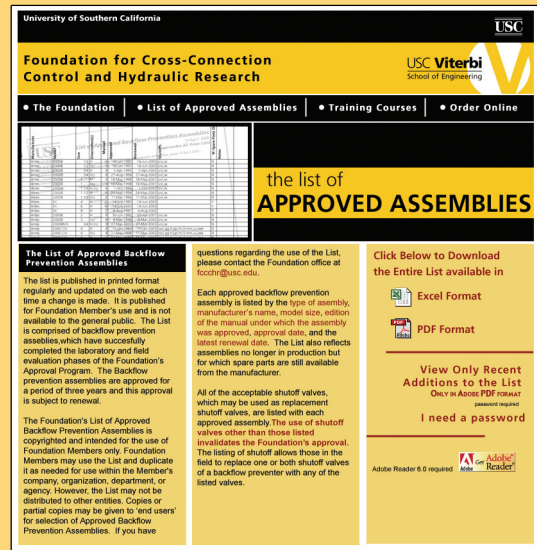 University of Southern California
USC
Foundation for Cross-Connection
Control and Hydraulic Research
USC Viterbi
School of Engineering
• The Foundation
• List of Approved Assemblies
• Training Courses
• Order Online
the list of
APPROVED ASSEMBLIES
The List of Approved Backflow
Prevention Assemblies
The list is published in printed format
regularly and updated on the web each
time a change is made. It is published
for Foundation Member's use and is not
available to the general public. The List
is comprised of backflow prevention
asseblies,which have succesfully
completed the laboratory and field
evaluation phases of the Foundation's
Approval Program. The Backflow
prevention assemblies are approved for
a period of three years and this approval
is subject to renewal.
The Foundation's List of Approved
Backflow Prevention Assemblies is
copyrighted and intended for the use of
Foundation Members only. Foundation
Members may use the List and duplicate
it as needed for use within the Member's
company, organization, department, or
agency. However, the List may not be
distributed to other entities. Copies or
partial copies may be given to 'end users'
for selection of Approved Backflow
Prevention Assemblies. If you have
questions regarding the use of the List,
please contact the Foundation office at
fccchr@usc.edu.
Each approved backflow prevention
assembly is listed by the type of asembly,
manufacturer's name, model size, edition
of the manual under which the assembly
was approved, approval date, and the
latest renewal date. The List also reflects
assemblies no longer in production but
for which spare parts are still available
from the manufacturer.
All of the acceptable shutoff valves,
which may be used as replacement
shutoff valves, are listed with each
approved assembly.The use of shutoff
valves other than those listed
invalidates the Foundation's approval.
The listing of shutoff allows those in the
field to replace one or both shutoff valves
of a backflow preventer with any of the
listed valves.
Click Below to Download
the Entire List available in
Excel Format
PDF Format
View Only Recent
Additions to the List
ONLY IN ADOBE PDF FORMAT
password required
I need a password
Adobe Reader 6.0 required
Get Adobe®
Reader®